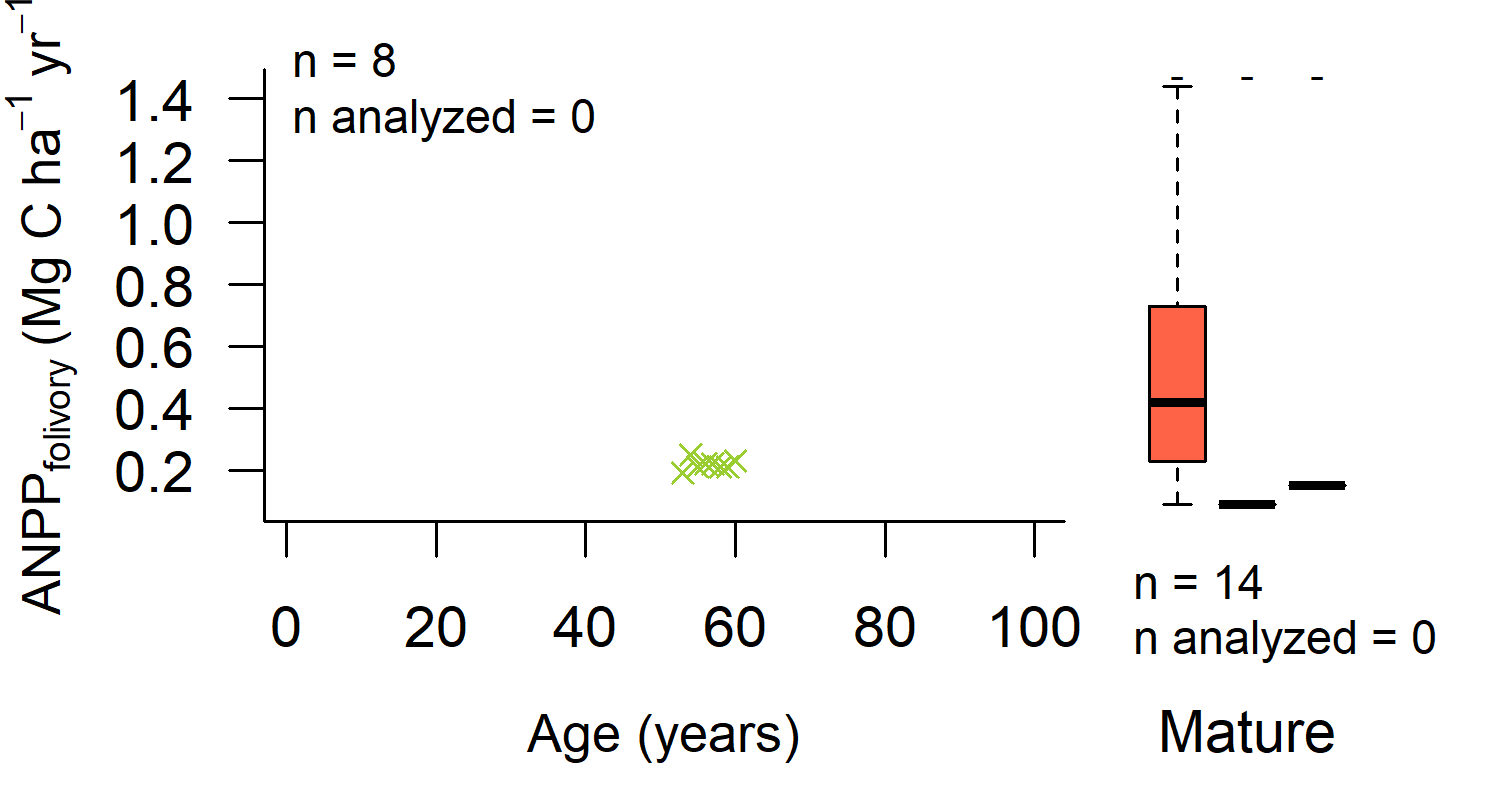 ANPPfolivory (Mg C ha−1 yr−1
n = 8
n analyzed = 0
1.4
1.2
1.0
0.8
0.6
0.4
0.2
0 20 40 60 80 100
Age (years)
- - -
n = 14
n analyzed = 0
Mature